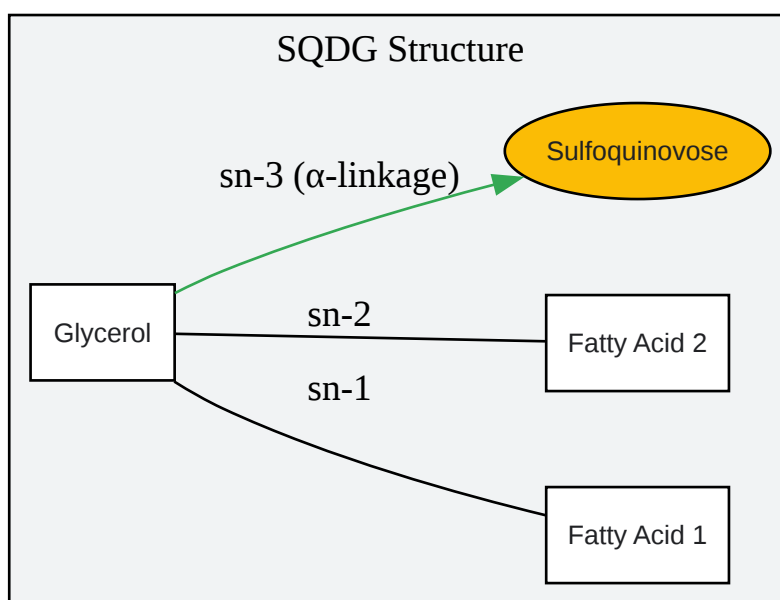 SQDG Structure
Sulfoquinovose
sn-3 (α-linkage)
Glycerol
sn-2
Fatty Acid 2
sn-1
Fatty Acid 1